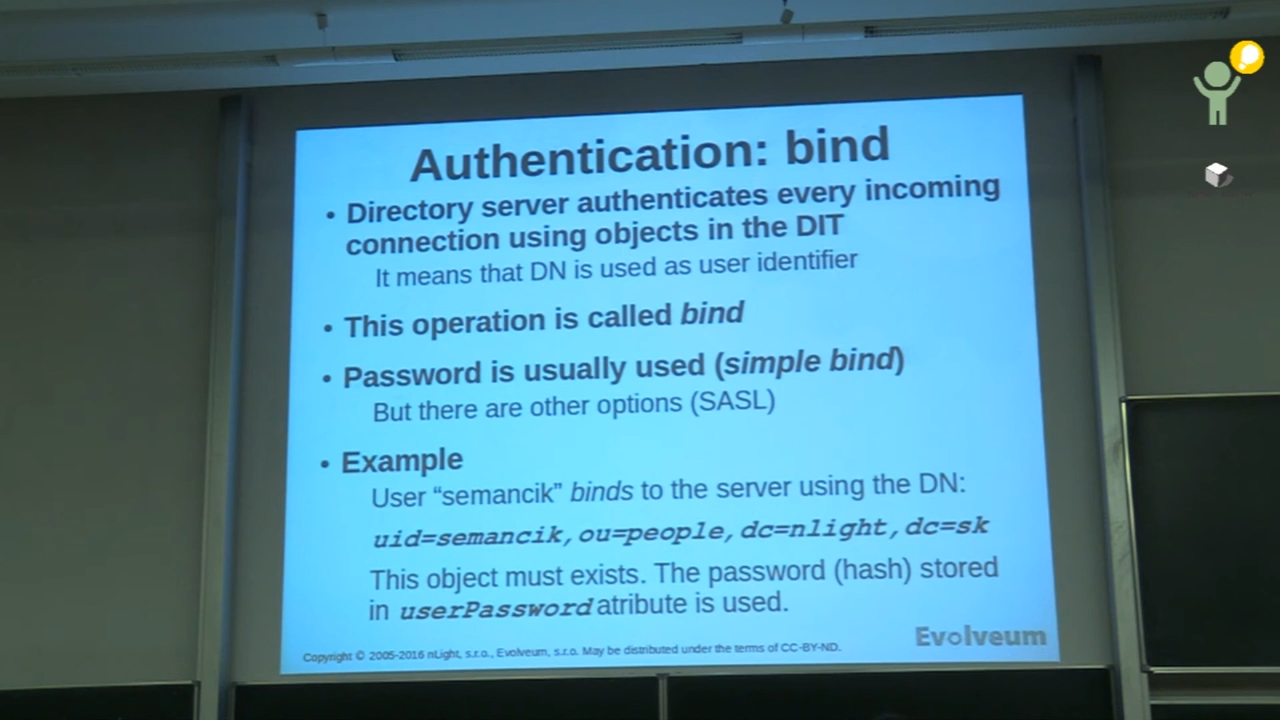 Authentication: bind
• Directory server authenticates every incoming
connection using objects in the DIT
It means that DN is used as user identifier
• This operation is called bind
• Password is usually used (simple bind)
But there are other options (SASL)
• Example
User “semancik” binds to the server using the DN:
uid=semancik,ou=people,dc=nlight,dc=sk
This object must exists. The password (hash) stored
in userPassword atribute is used.
Copyright © 2005-2016 nLight, s.r.o., Evolveum, s.r.o. May be distributed under the terms of CC-BY-ND.
Evolveum